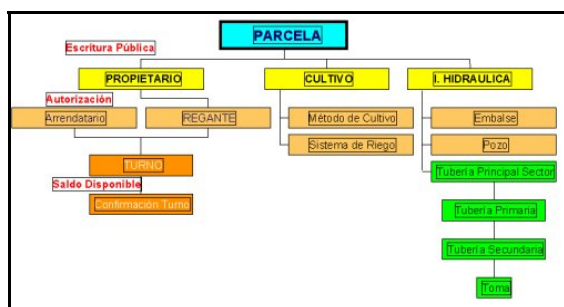 PARCELA
Escritura Pública
PROPIETARIO
CULTIVO
I. HIDRAULICA
Autorización
Arrendatario
REGANTE
Método de Cultivo
Embalse
Sistema de Riego
Pozo
TURNO
Tubería Principal Sector
Saldo Disponible
Confirmación Turno
Tubería Primaria
Tubería Secundaria
Toma